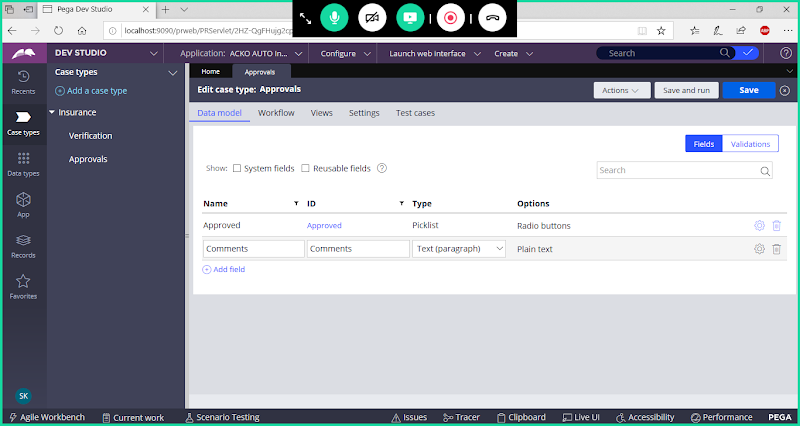 Pega Dev Studio
localhost:9090/prweb/PRServlet/2HZ-QgFHujg2cp
DEV STUDIO
Application: ACKO AUTO In...
Configure
Launch web interface
Create
Search
Recents
Case types
Data types
App
Records
Favorites
SK
Case types
Add a case type
Insurance
Verification
Approvals
Home
Approvals
Edit case type: Approvals
Actions
Save and run
Save
Data model
Workflow
Views
Settings
Test cases
Fields
Validations
Show:
System fields
Reusable fields
Search
Name
ID
Type
Options
Approved
Approved
Picklist
Radio buttons
Comments
Comments
Text (paragraph)
Plain text
Add field
Agile Workbench
Current work
Scenario Testing
Issues
Tracer
Clipboard
Live UI
Accessibility
Performance
PEGA